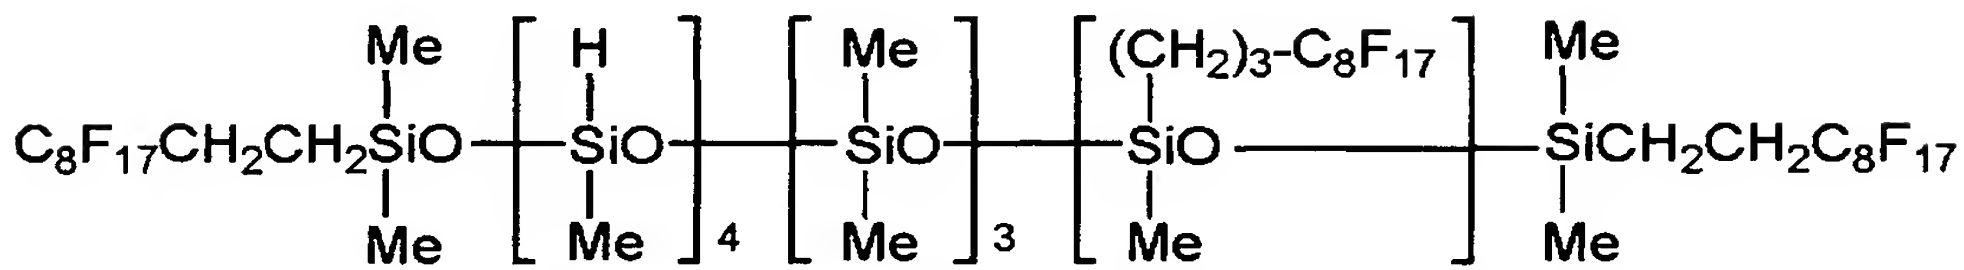 Me H Me (CH₂)₃-C₈F₁₇ Me
C₈F₁₇CH₂CH₂SiO SiO SiO SiO SiCH₂CH₂C₈F₁₇
Me Me 4 Me 3 Me Me